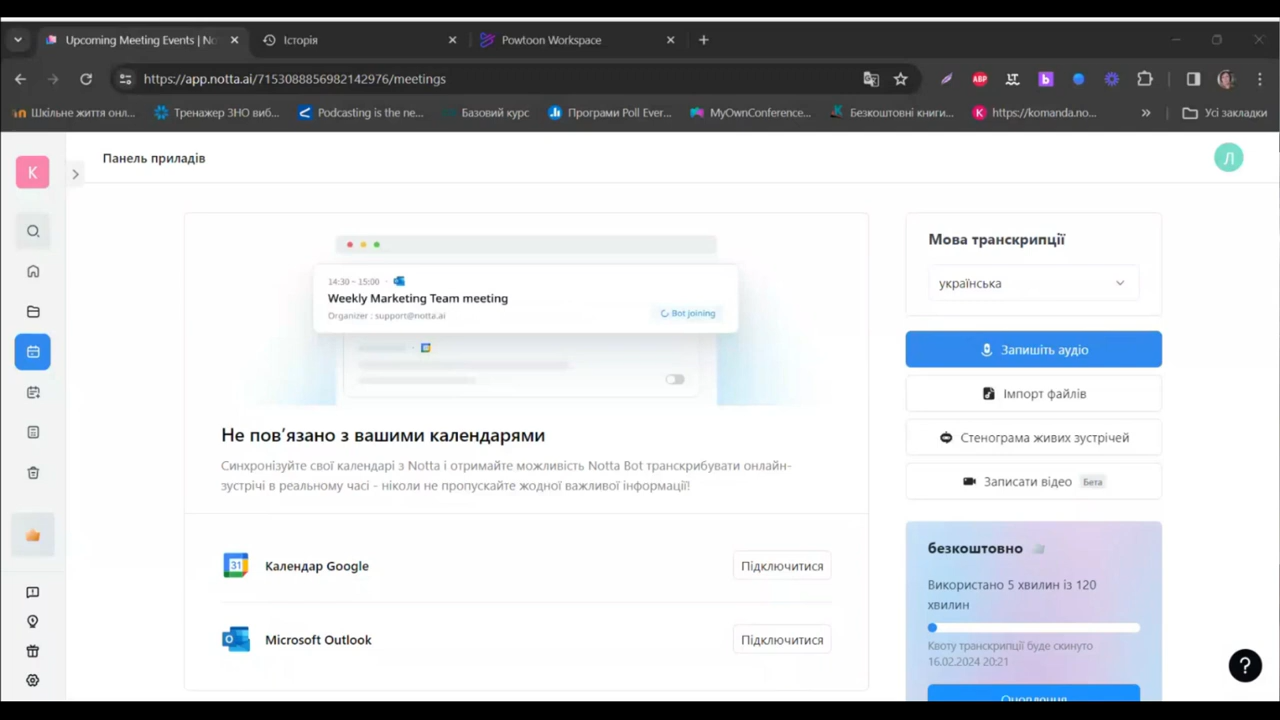 Upcoming Meeting Events | No
Історія
Powtoon Workspace
https://app.notta.ai/7153088856982142976/meetings
ABP
b
Шкільне життя онл...
Тренажер ЗНО виб...
Podcasting is the ne...
Базовий курс
Програми Poll Ever...
MyOwnConference...
Безкоштовні книги...
https://komanda.no...
Усі закладки
K
Панель приладів
Л
14:30 – 15:00
Weekly Marketing Team meeting
Organizer : support@notta.ai
Bot joining
Не пов’язано з вашими календарями
Синхронізуйте свої календарі з Notta і отримайте можливість Notta Bot транскрибувати онлайн-
зустрічі в реальному часі - ніколи не пропускайте жодної важливої інформації!
31
Календар Google
Підключитися
Microsoft Outlook
Підключитися
Мова транскрипції
українська
Запишіть аудіо
Імпорт файлів
Стенограма живих зустрічей
Записати відео Бета
безкоштовно
Використано 5 хвилин із 120
хвилин
Квоту транскрипції буде скинуто
16.02.2024 20:21
Оновлення
?